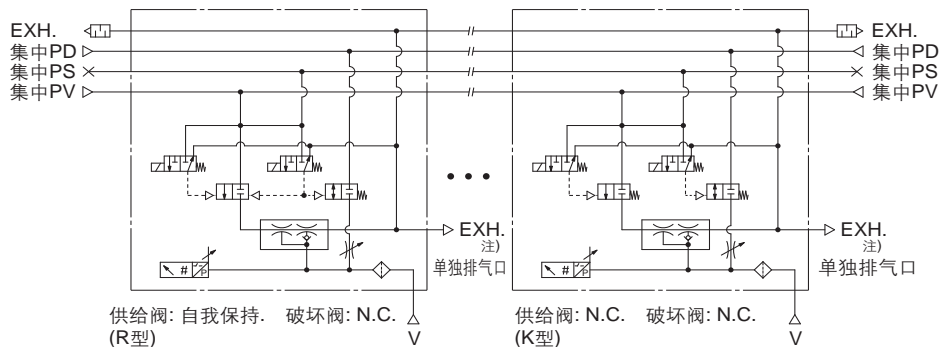 EXH.
集中PD
集中PS
集中PV
EXH.
集中PD
集中PS
集中PV
EXH.
注)
单独排气口
EXH.
注)
单独排气口
#
P
#
P
供给阀: 自我保持. 破坏阀: N.C.
(R型)
V
供给阀: N.C. 破坏阀: N.C.
(K型)
V